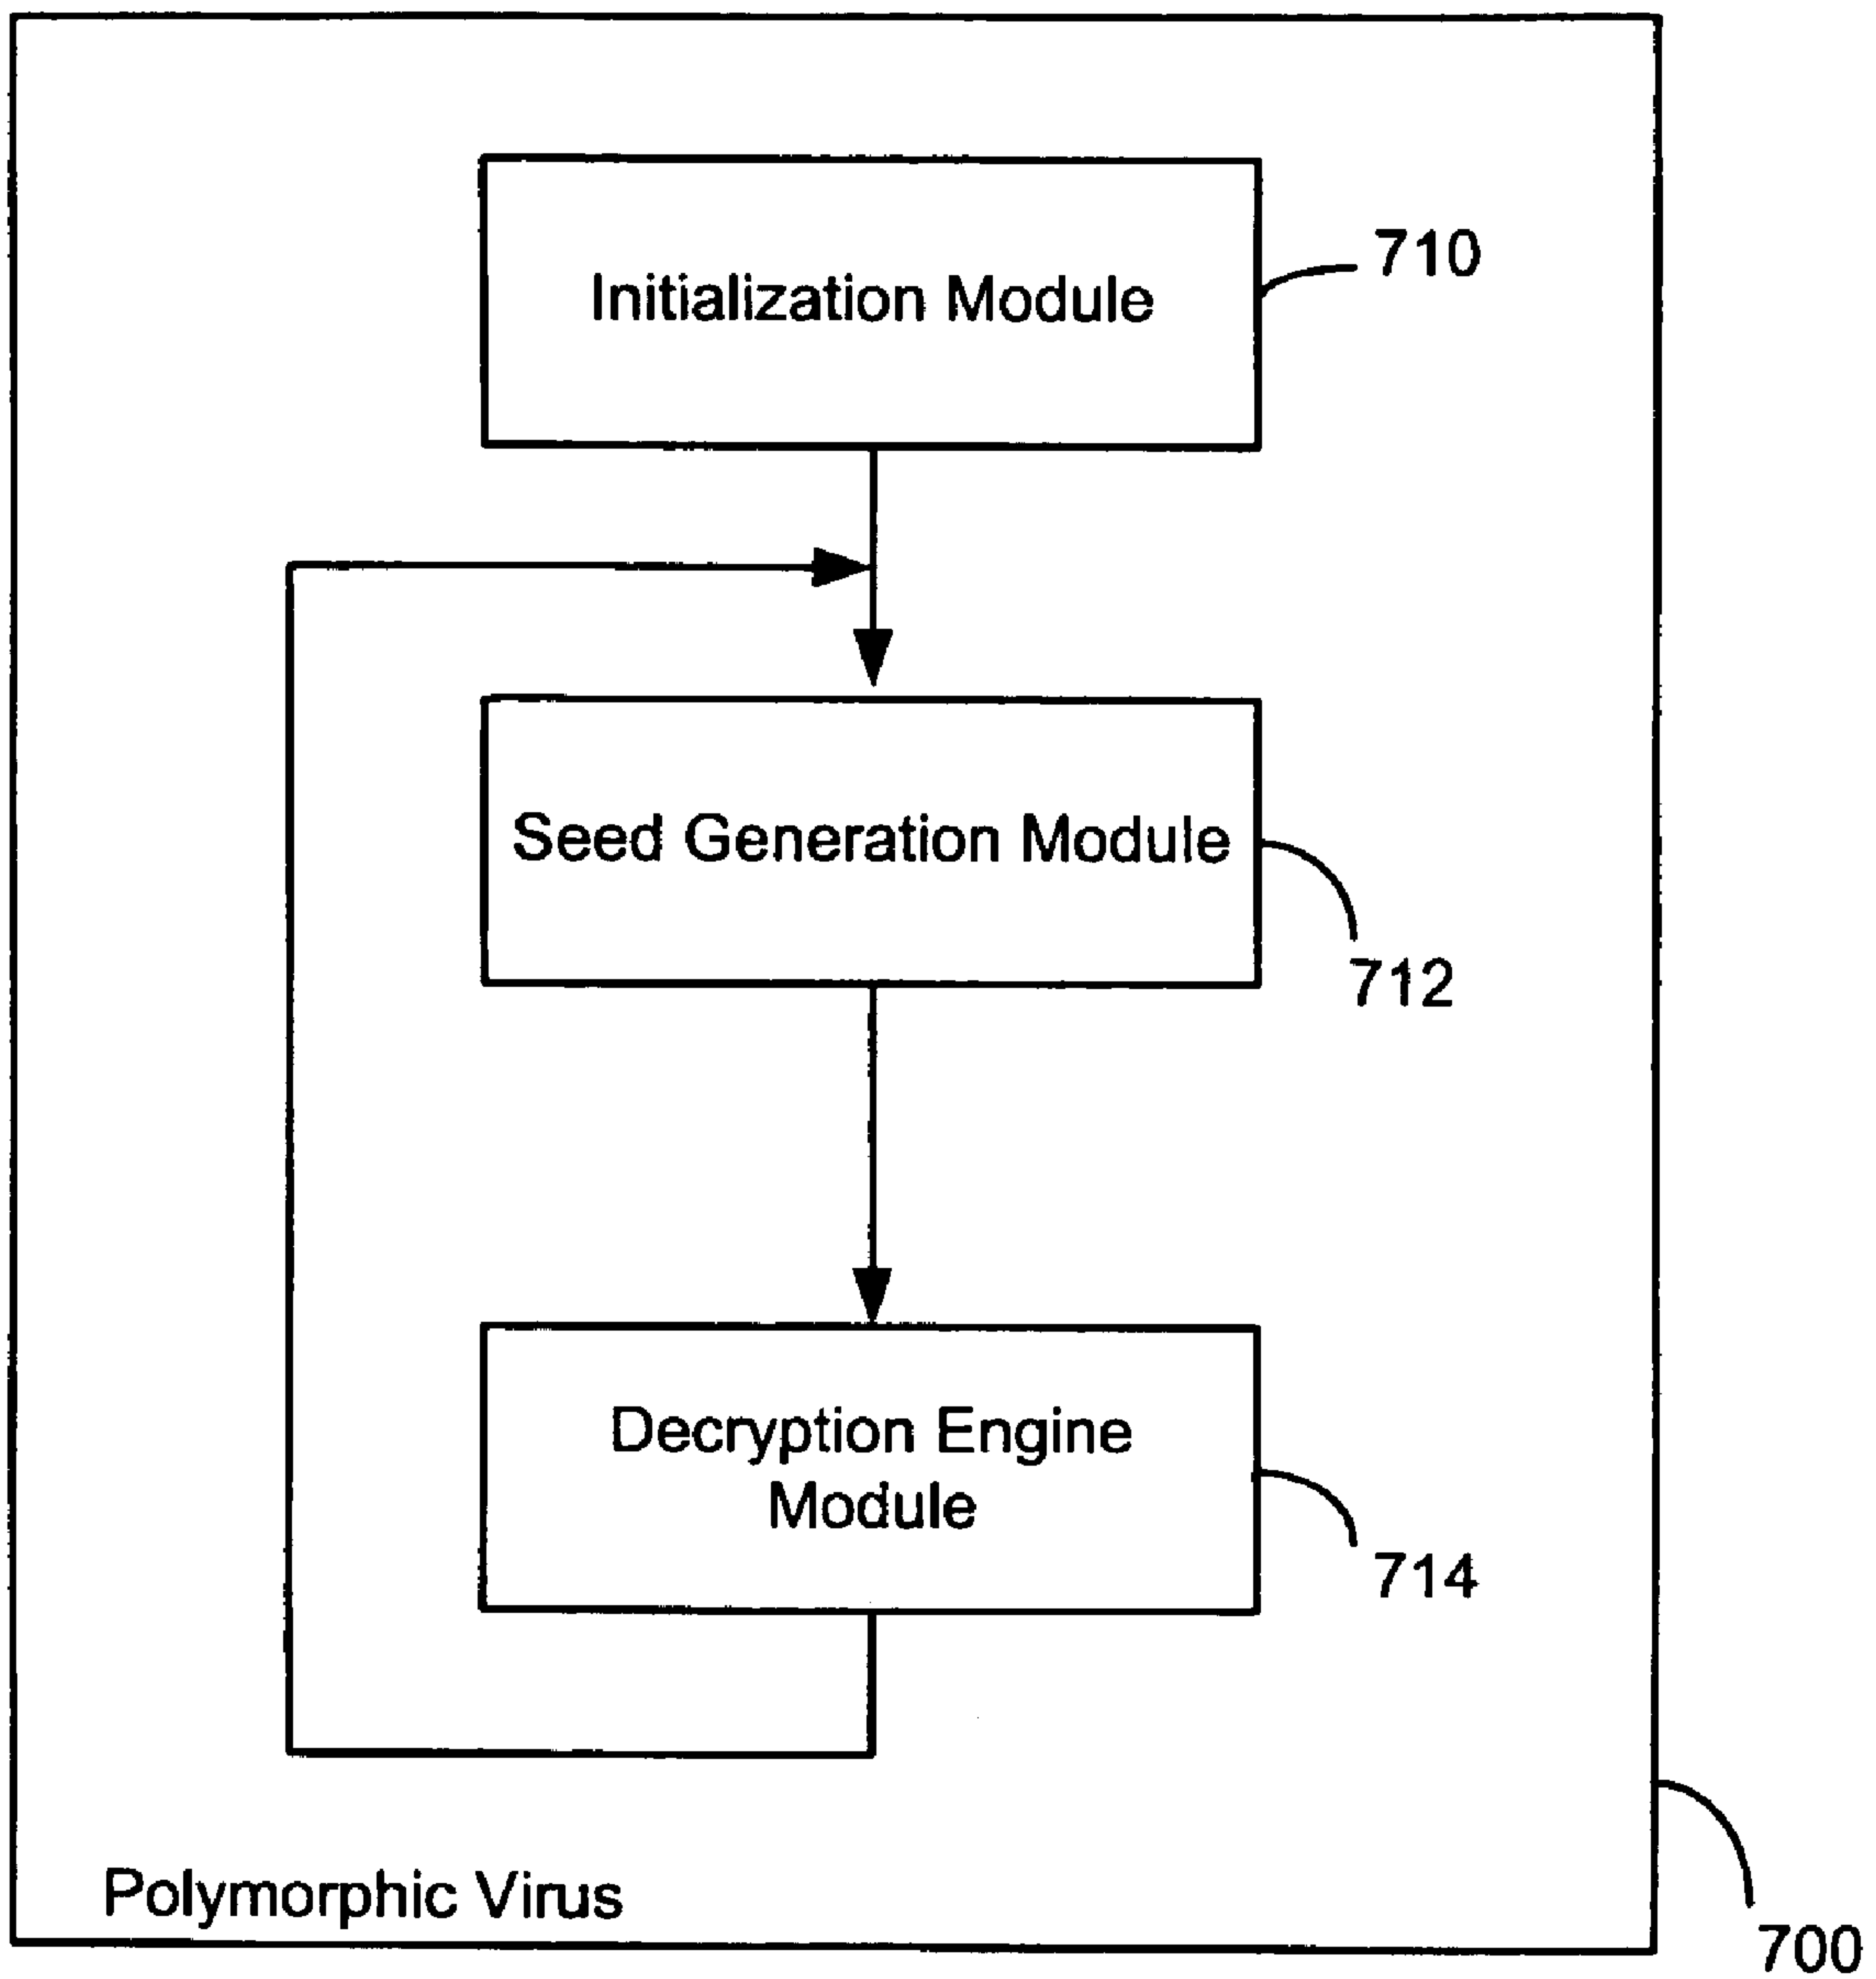 Initialization Module
710
Seed Generation Module
712
Decryption Engine
Module
714
Polymorphic Virus
700